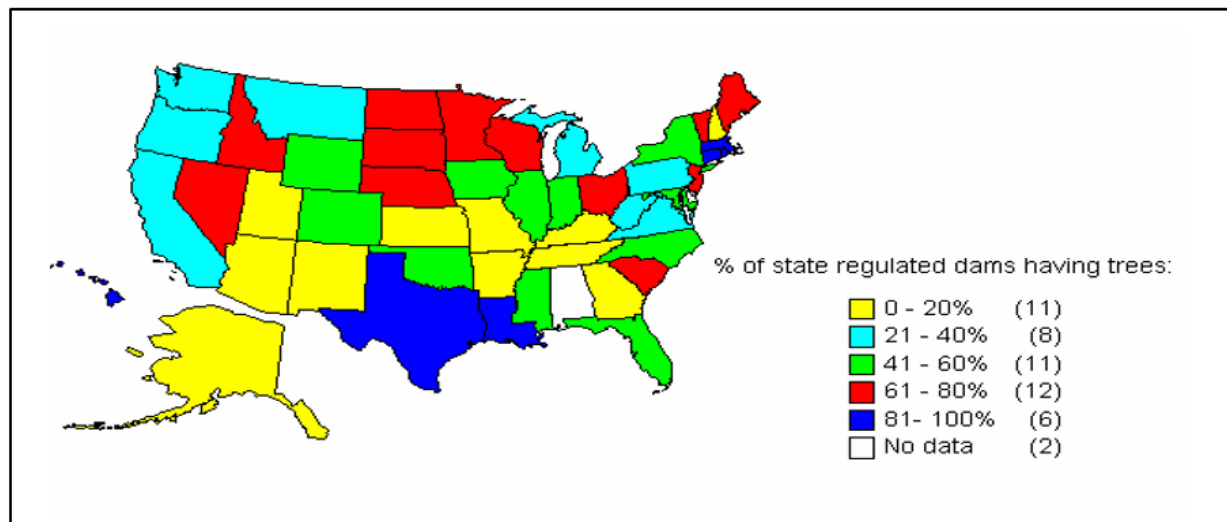 % of state regulated dams having trees:
0 - 20% (11)
21 - 40% (8)
41 - 60% (11)
61 - 80% (12)
81- 100% (6)
No data (2)